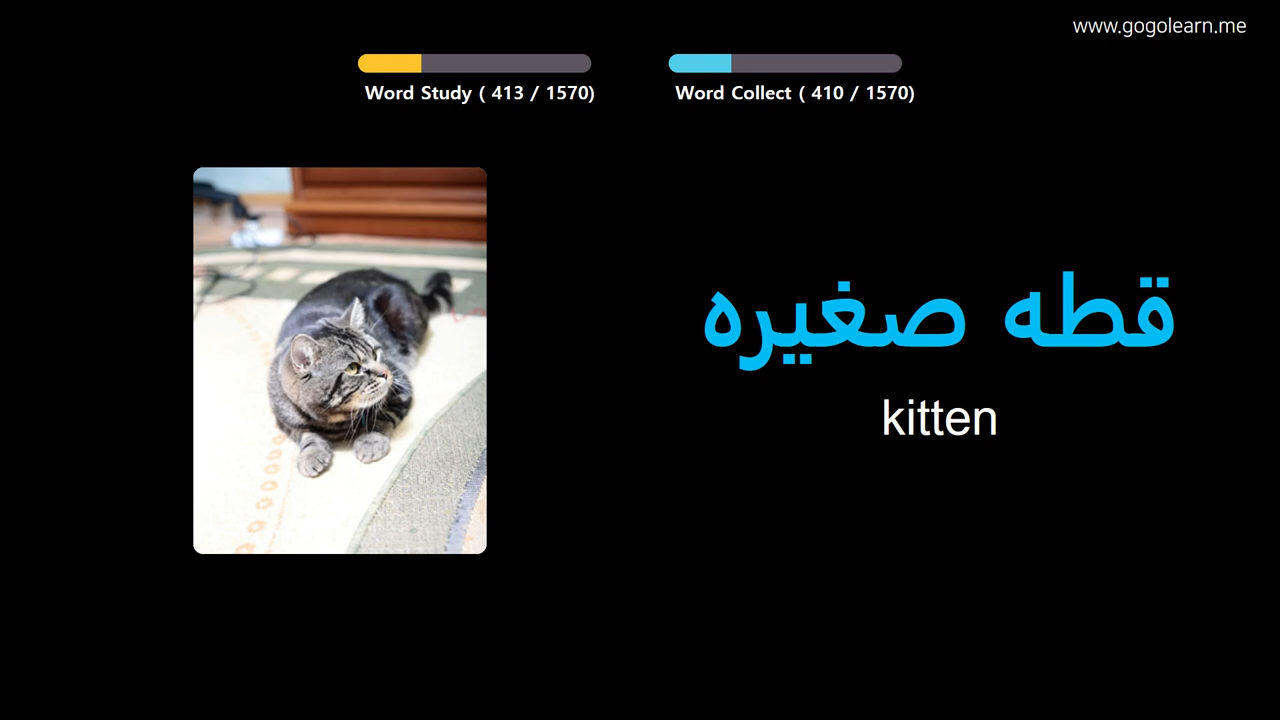 www.gogolearn.me
Word Study ( 413 / 1570)
Word Collect ( 410 / 1570)
قطه صغيره
kitten